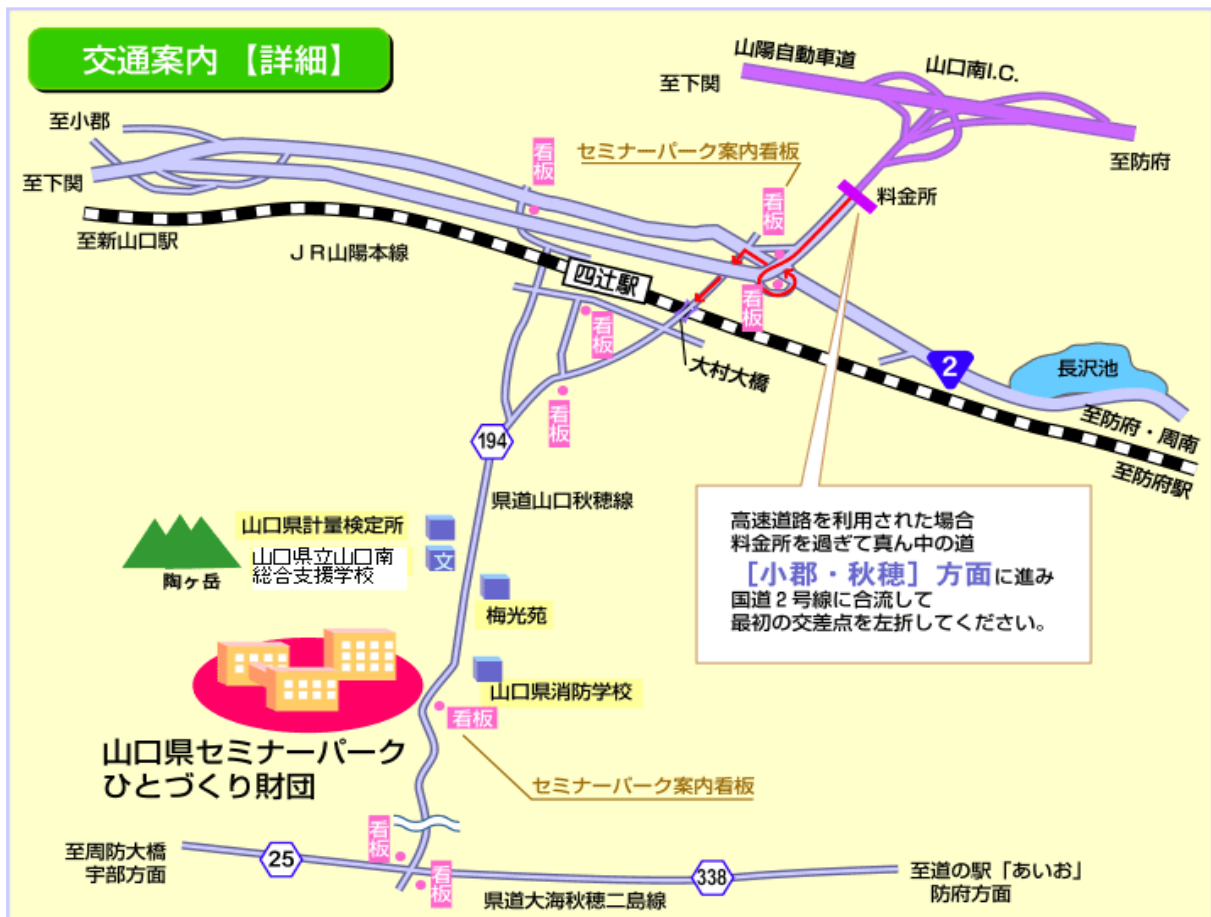 交通案内 【詳細】
山陽自動車道
山口南I.C.
至下関
至防府
料金所
至小郡
至下関
看板
セミナーパーク案内看板
看板
至新山口駅
JR山陽本線
四辻駅
看板
看板
大村大橋
2
長沢池
至防府・周南
至防府駅
看板
194
県道山口秋穂線
高速道路を利用された場合
料金所を過ぎて真ん中の道
[小郡・秋穂]方面に進み
国道2号線に合流して
最初の交差点を左折してください。
山口県計量検定所
山口県立山口南
総合支援学校
文
陶ヶ岳
梅光苑
山口県消防学校
看板
山口県セミナーパーク
ひとづくり財団
セミナーパーク案内看板
看板
至周防大橋
宇部方面
25
看板
県道大海秋穂二島線
338
至道の駅「あいお」
防府方面